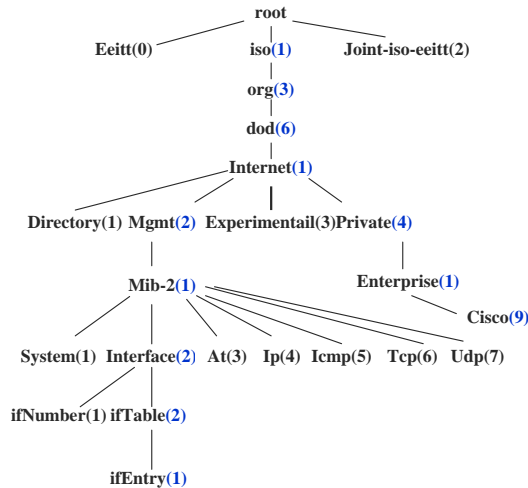 root
Eeitt(0) iso(1) Joint-iso-eeitt(2)
org(3)
dod(6)
Internet(1)
Directory(1) Mgmt(2) Experimentail(3) Private(4)
Mib-2(1) Enterprise(1)
Cisco(9)
System(1) Interface(2) At(3) Ip(4) Icmp(5) Tcp(6) Udp(7)
ifNumber(1) ifTable(2)
ifEntry(1)